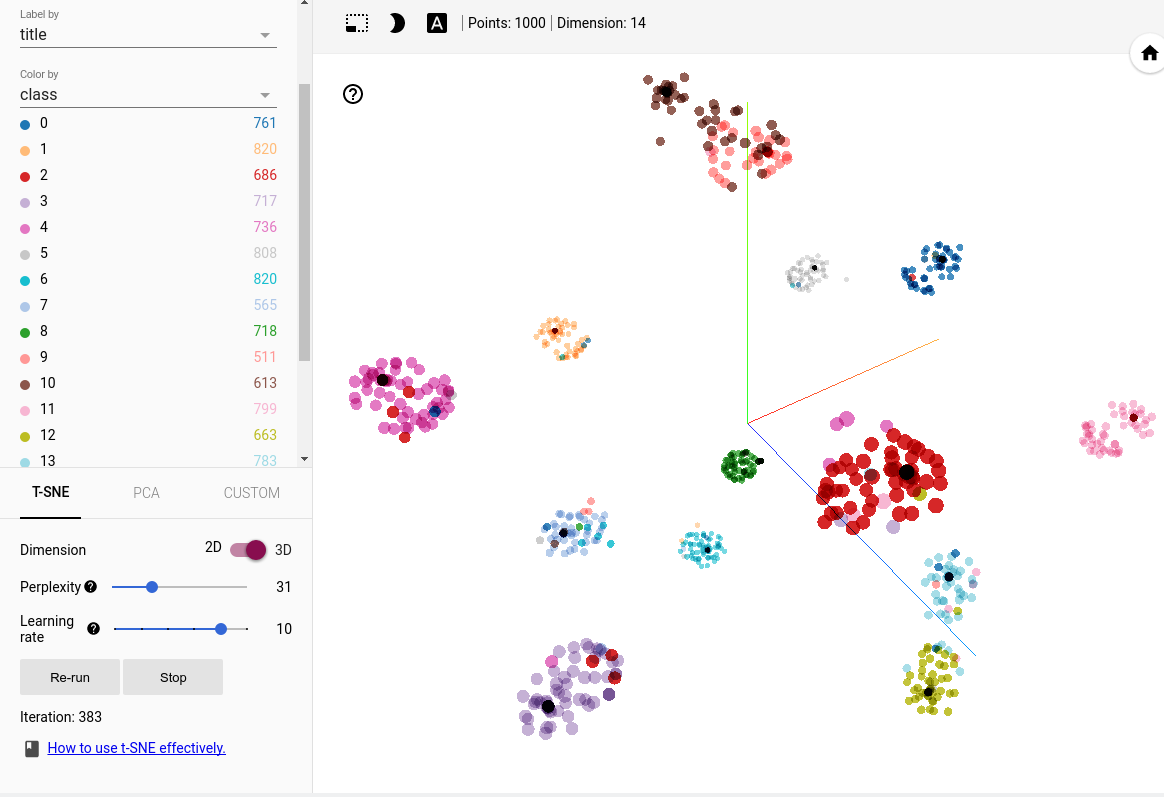 Label by
title
Points: 1000 | Dimension: 14
Color by
class
0 761
1 820
2 686
3 717
4 736
5 808
6 820
7 565
8 718
9 511
10 613
11 799
12 663
13 783
T-SNE PCA CUSTOM
Dimension 2D 3D
Perplexity 31
Learning
rate 10
Re-run Stop
Iteration: 383
How to use t-SNE effectively.